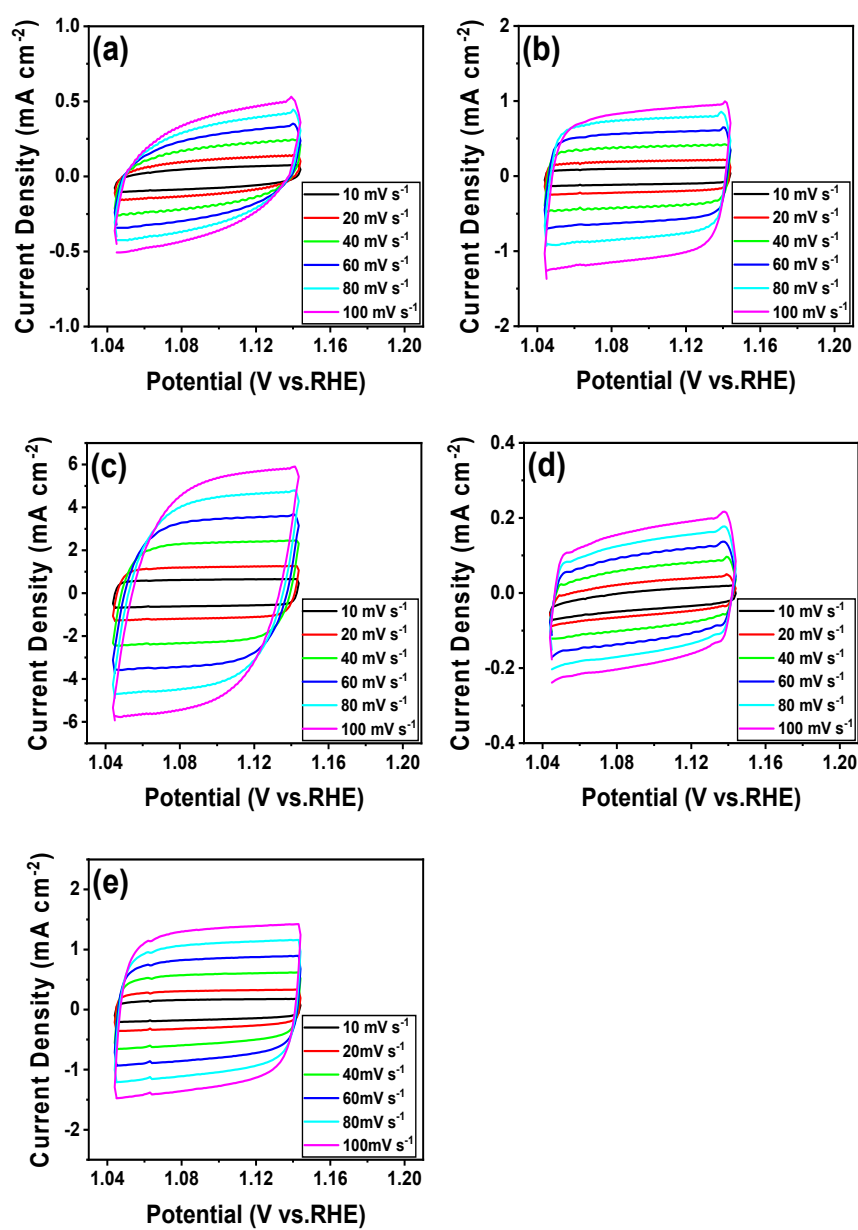 (a)
Current Density (mA cm-2)
1.0
0.5
0.0
-0.5
-1.0
10 mV s-1
20 mV s-1
40 mV s-1
60 mV s-1
80 mV s-1
100 mV s-1
1.04 1.08 1.12 1.16 1.20
Potential (V vs.RHE)
(b)
Current Density (mA cm-2)
2
1
0
-1
-2
10 mV s-1
20 mV s-1
40 mV s-1
60 mV s-1
80 mV s-1
100 mV s-1
1.04 1.08 1.12 1.16 1.20
Potential (V vs.RHE)
(c)
Current Density (mA cm-2)
6
4
2
0
-2
-4
-6
10 mV s-1
20 mV s-1
40 mV s-1
60 mV s-1
80 mV s-1
100 mV s-1
1.04 1.08 1.12 1.16 1.20
Potential (V vs.RHE)
(d)
Current Density (mA cm-2)
0.4
0.2
0.0
-0.2
-0.4
10 mV s-1
20 mV s-1
40 mV s-1
60 mV s-1
80 mV s-1
100 mV s-1
1.04 1.08 1.12 1.16 1.20
Potential (V vs.RHE)
(e)
Current Density (mA cm-2)
2
1
0
-1
-2
10 mV s-1
20mV s-1
40mV s-1
60mV s-1
80mV s-1
100mV s-1
1.04 1.08 1.12 1.16 1.20
Potential (V vs.RHE)